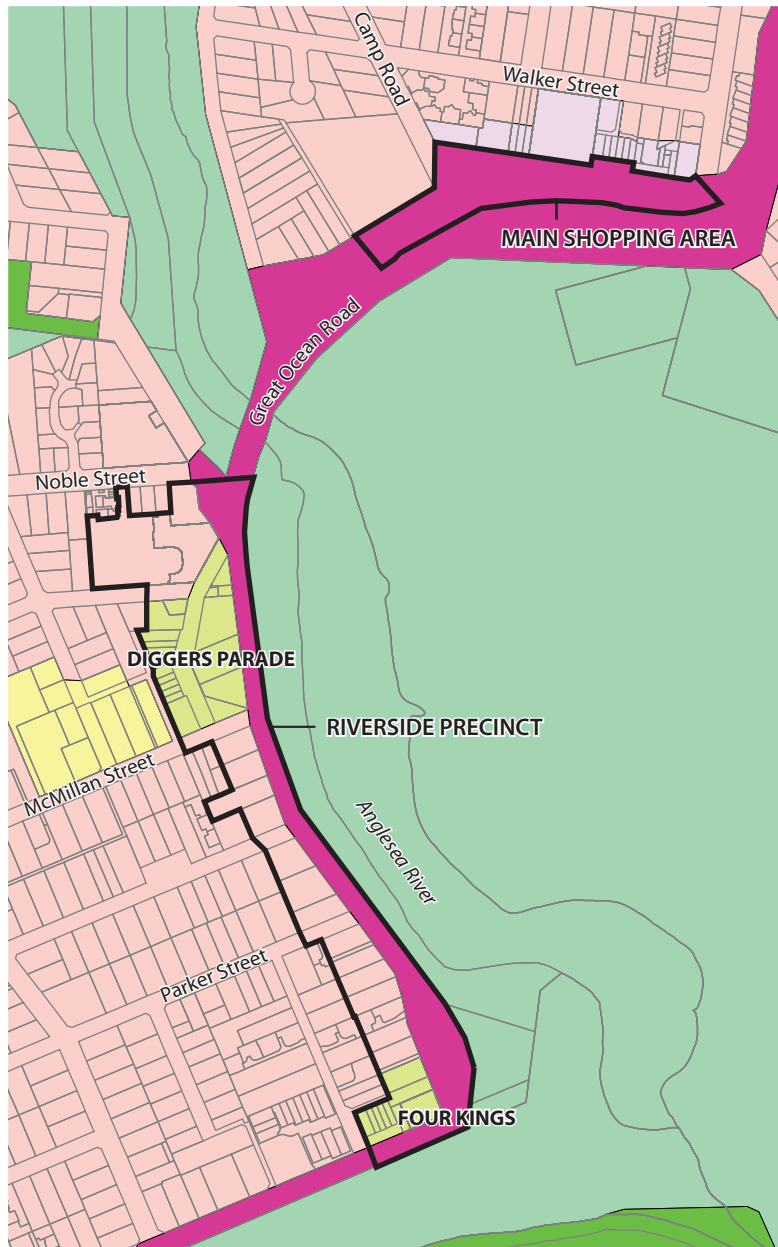 Camp Road
Walker Street
MAIN SHOPPING AREA
Great Ocean Road
Noble Street
DIGGERS PARADE
RIVERSIDE PRECINCT
McMillan Street
Anglesea River
Parker Street
FOUR KINGS